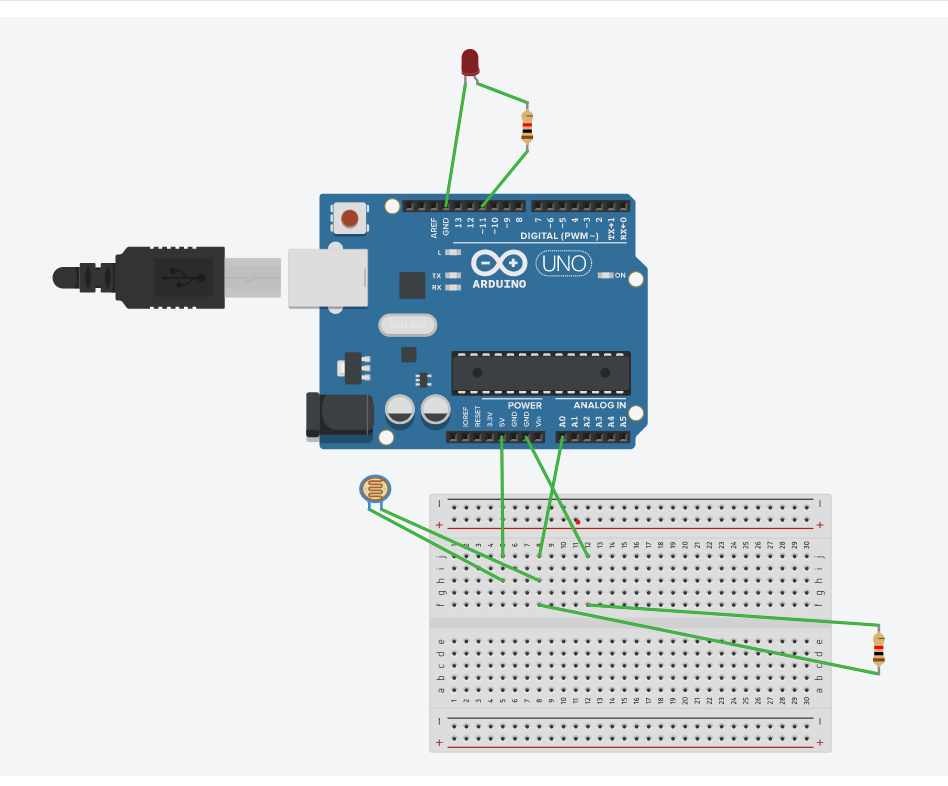 AREF
GND
13
12
~11
~10
~9
8
7
~6
~5
4
~3
2
TX→1
RX←0
DIGITAL (PWM~)
L
TX
RX
ARDUINO
UNO
ON
POWER
ANALOG IN
IOREF
RESET
3.3V
5V
GND
GND
Vin
A0
A1
A2
A3
A4
A5
− −
+ +
1 2 3 4 5 6 7 8 9 10 11 12 13 14 15 16 17 18 19 20 21 22 23 24 25 26 27 28 29 30
j j
i i
h h
g g
f f
e e
d d
c c
b b
a a
1 2 3 4 5 6 7 8 9 10 11 12 13 14 15 16 17 18 19 20 21 22 23 24 25 26 27 28 29 30
− −
+ +